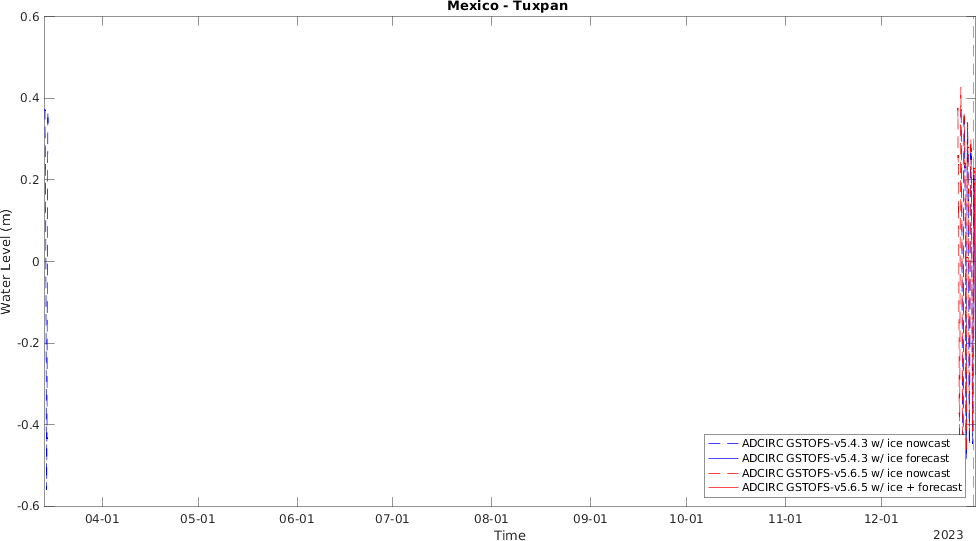 Mexico - Tuxpan
0.6
0.4
0.2
0
-0.2
-0.4
-0.6
Water Level (m)
04-01 05-01 06-01 07-01 08-01 09-01 10-01 11-01 12-01
Time
2023
ADCIRC GSTOFS-v5.4.3 w/ ice nowcast
ADCIRC GSTOFS-v5.4.3 w/ ice forecast
ADCIRC GSTOFS-v5.6.5 w/ ice nowcast
ADCIRC GSTOFS-v5.6.5 w/ ice + forecast